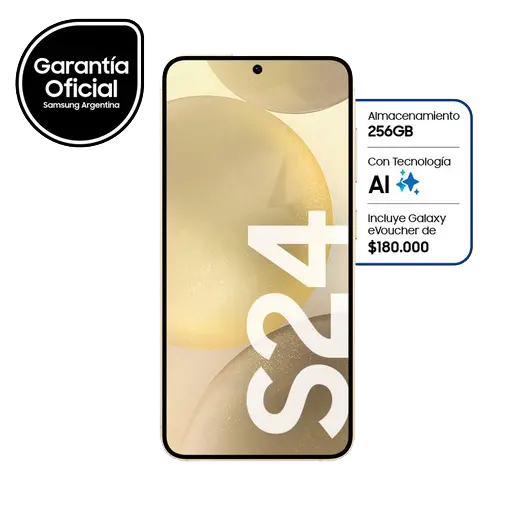 Garantía
Oficial
Samsung Argentina
Almacenamiento
256GB
Con Tecnología
AI
Incluye Galaxy
eVoucher de
$180.000
S24